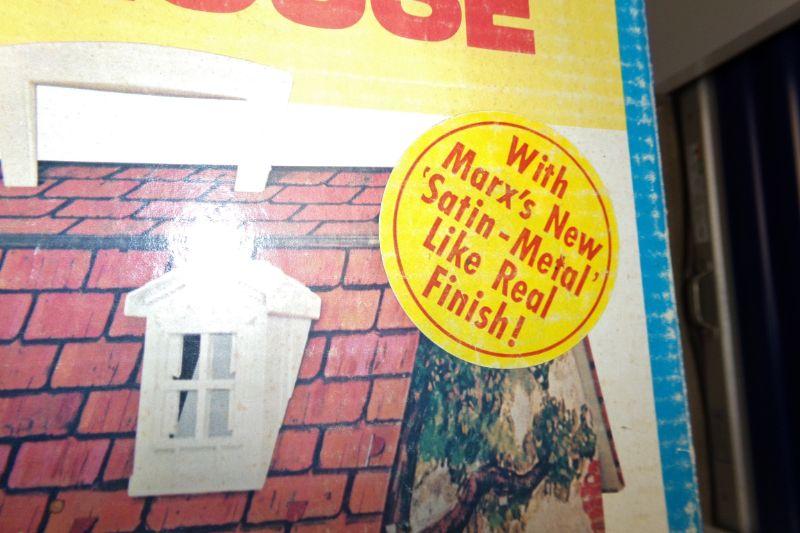 With
Marx's New
'Satin-Metal'
Like Real
Finish!